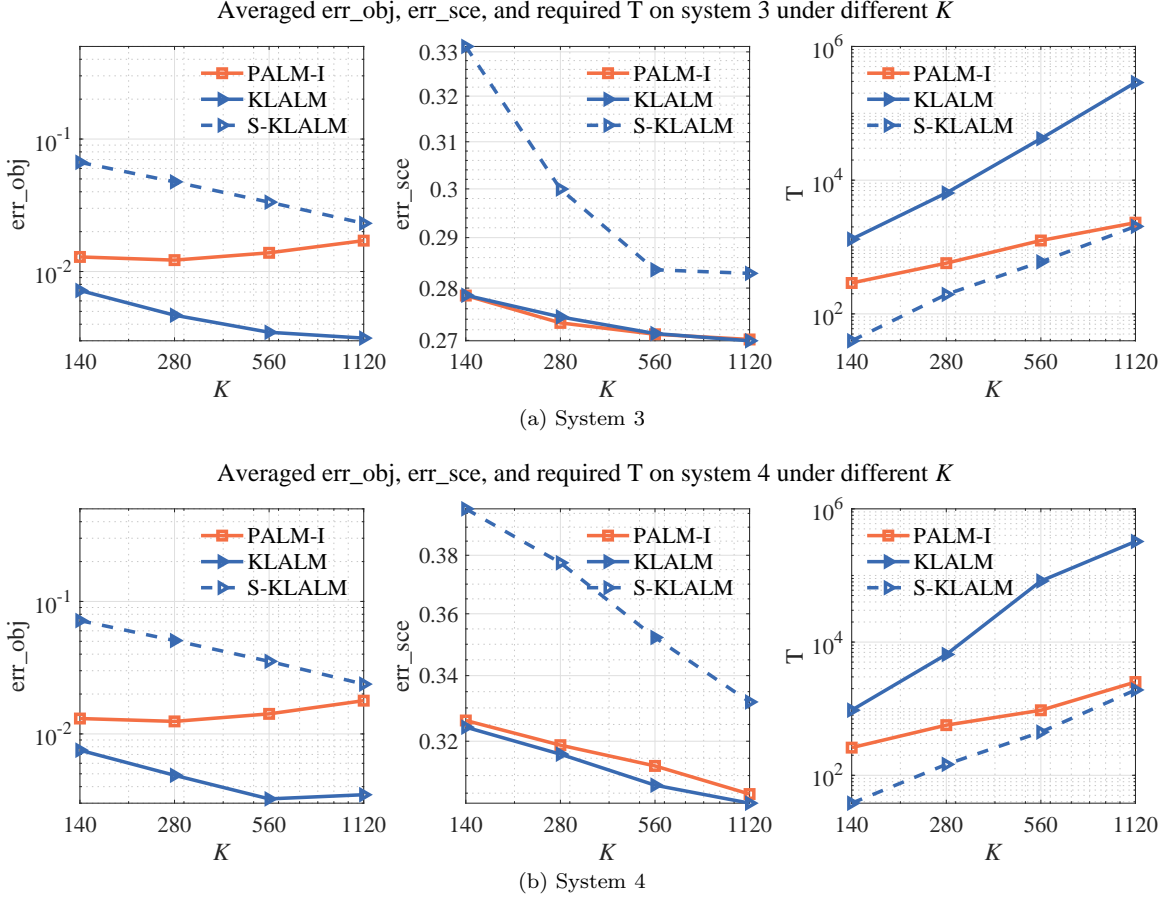 Averaged err_obj, err_sce, and required T on system 3 under different K
PALM-I
KLALM
S-KLALM
10^-1
10^-2
err_obj
140 280 560 1120
K
PALM-I
KLALM
S-KLALM
0.33
0.32
0.31
0.3
0.29
0.28
0.27
err_sce
140 280 560 1120
K
PALM-I
KLALM
S-KLALM
10^6
10^4
10^2
T
140 280 560 1120
K
(a) System 3
Averaged err_obj, err_sce, and required T on system 4 under different K
PALM-I
KLALM
S-KLALM
10^-1
10^-2
err_obj
140 280 560 1120
K
PALM-I
KLALM
S-KLALM
0.38
0.36
0.34
0.32
err_sce
140 280 560 1120
K
PALM-I
KLALM
S-KLALM
10^6
10^4
10^2
T
140 280 560 1120
K
(b) System 4